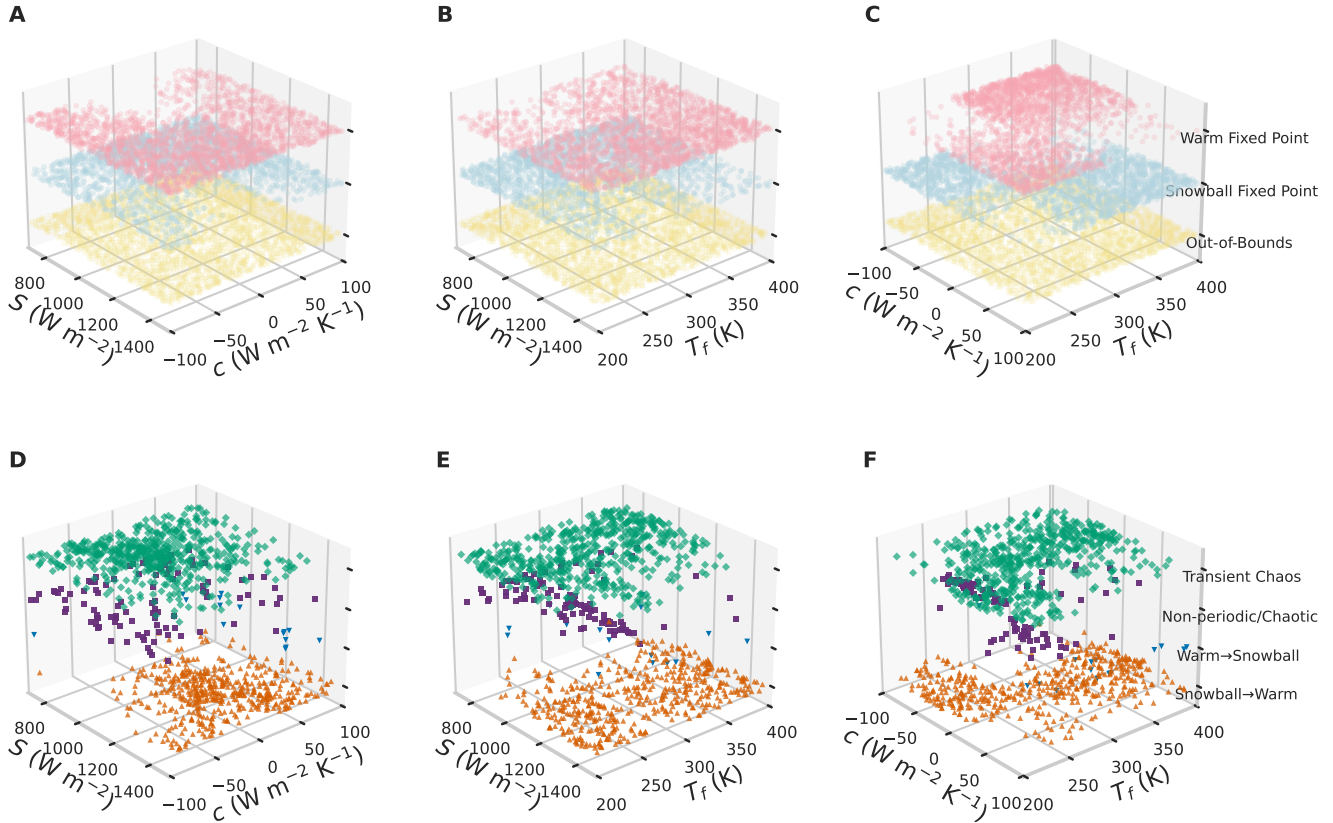 A
B
C
800
1000
1200
1400
S (W m⁻²)
−100
−50
0
50
100
c (W m⁻² K⁻¹)
800
1000
1200
1400
S (W m⁻²)
200
250
300
350
400
T_f (K)
−100
−50
0
50
100
c (W m⁻² K⁻¹)
200
250
300
350
400
T_f (K)
Warm Fixed Point
Snowball Fixed Point
Out-of-Bounds
D
E
F
800
1000
1200
1400
S (W m⁻²)
−100
−50
0
50
100
c (W m⁻² K⁻¹)
800
1000
1200
1400
S (W m⁻²)
200
250
300
350
400
T_f (K)
−100
−50
0
50
100
c (W m⁻² K⁻¹)
200
250
300
350
400
T_f (K)
Transient Chaos
Non-periodic/Chaotic
Warm→Snowball
Snowball→Warm